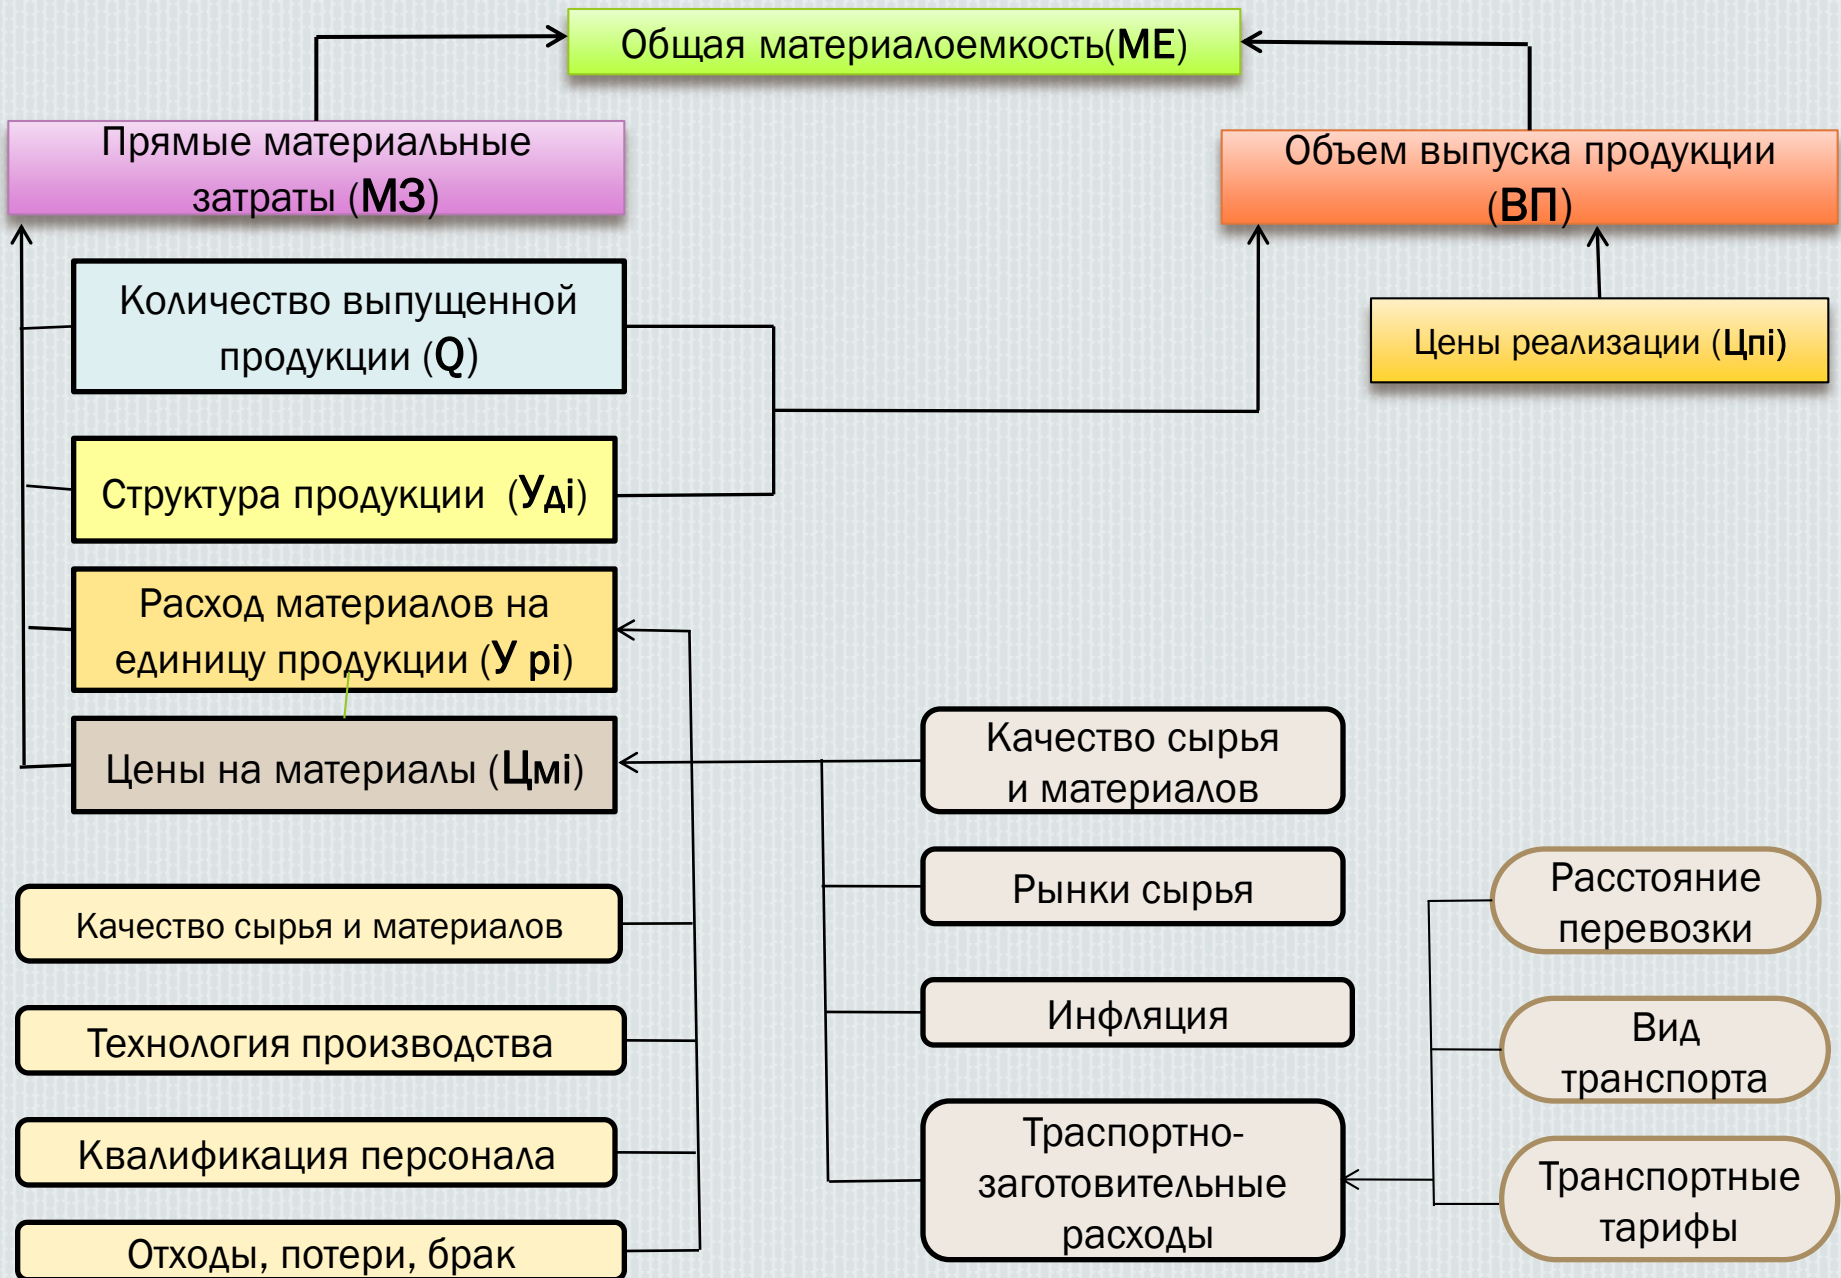 Общая материалоемкость(МЕ)
Прямые материальные
затраты (МЗ)
Объем выпуска продукции
(ВП)
Количество выпущенной
продукции (Q)
Цены реализации (Цпi)
Структура продукции (Удi)
Расход материалов на
единицу продукции (У рi)
Цены на материалы (Цмi)
Качество сырья
и материалов
Рынки сырья
Инфляция
Траспортно-
заготовительные
расходы
Расстояние
перевозки
Вид
транспорта
Транспортные
тарифы
Качество сырья и материалов
Технология производства
Квалификация персонала
Отходы, потери, брак